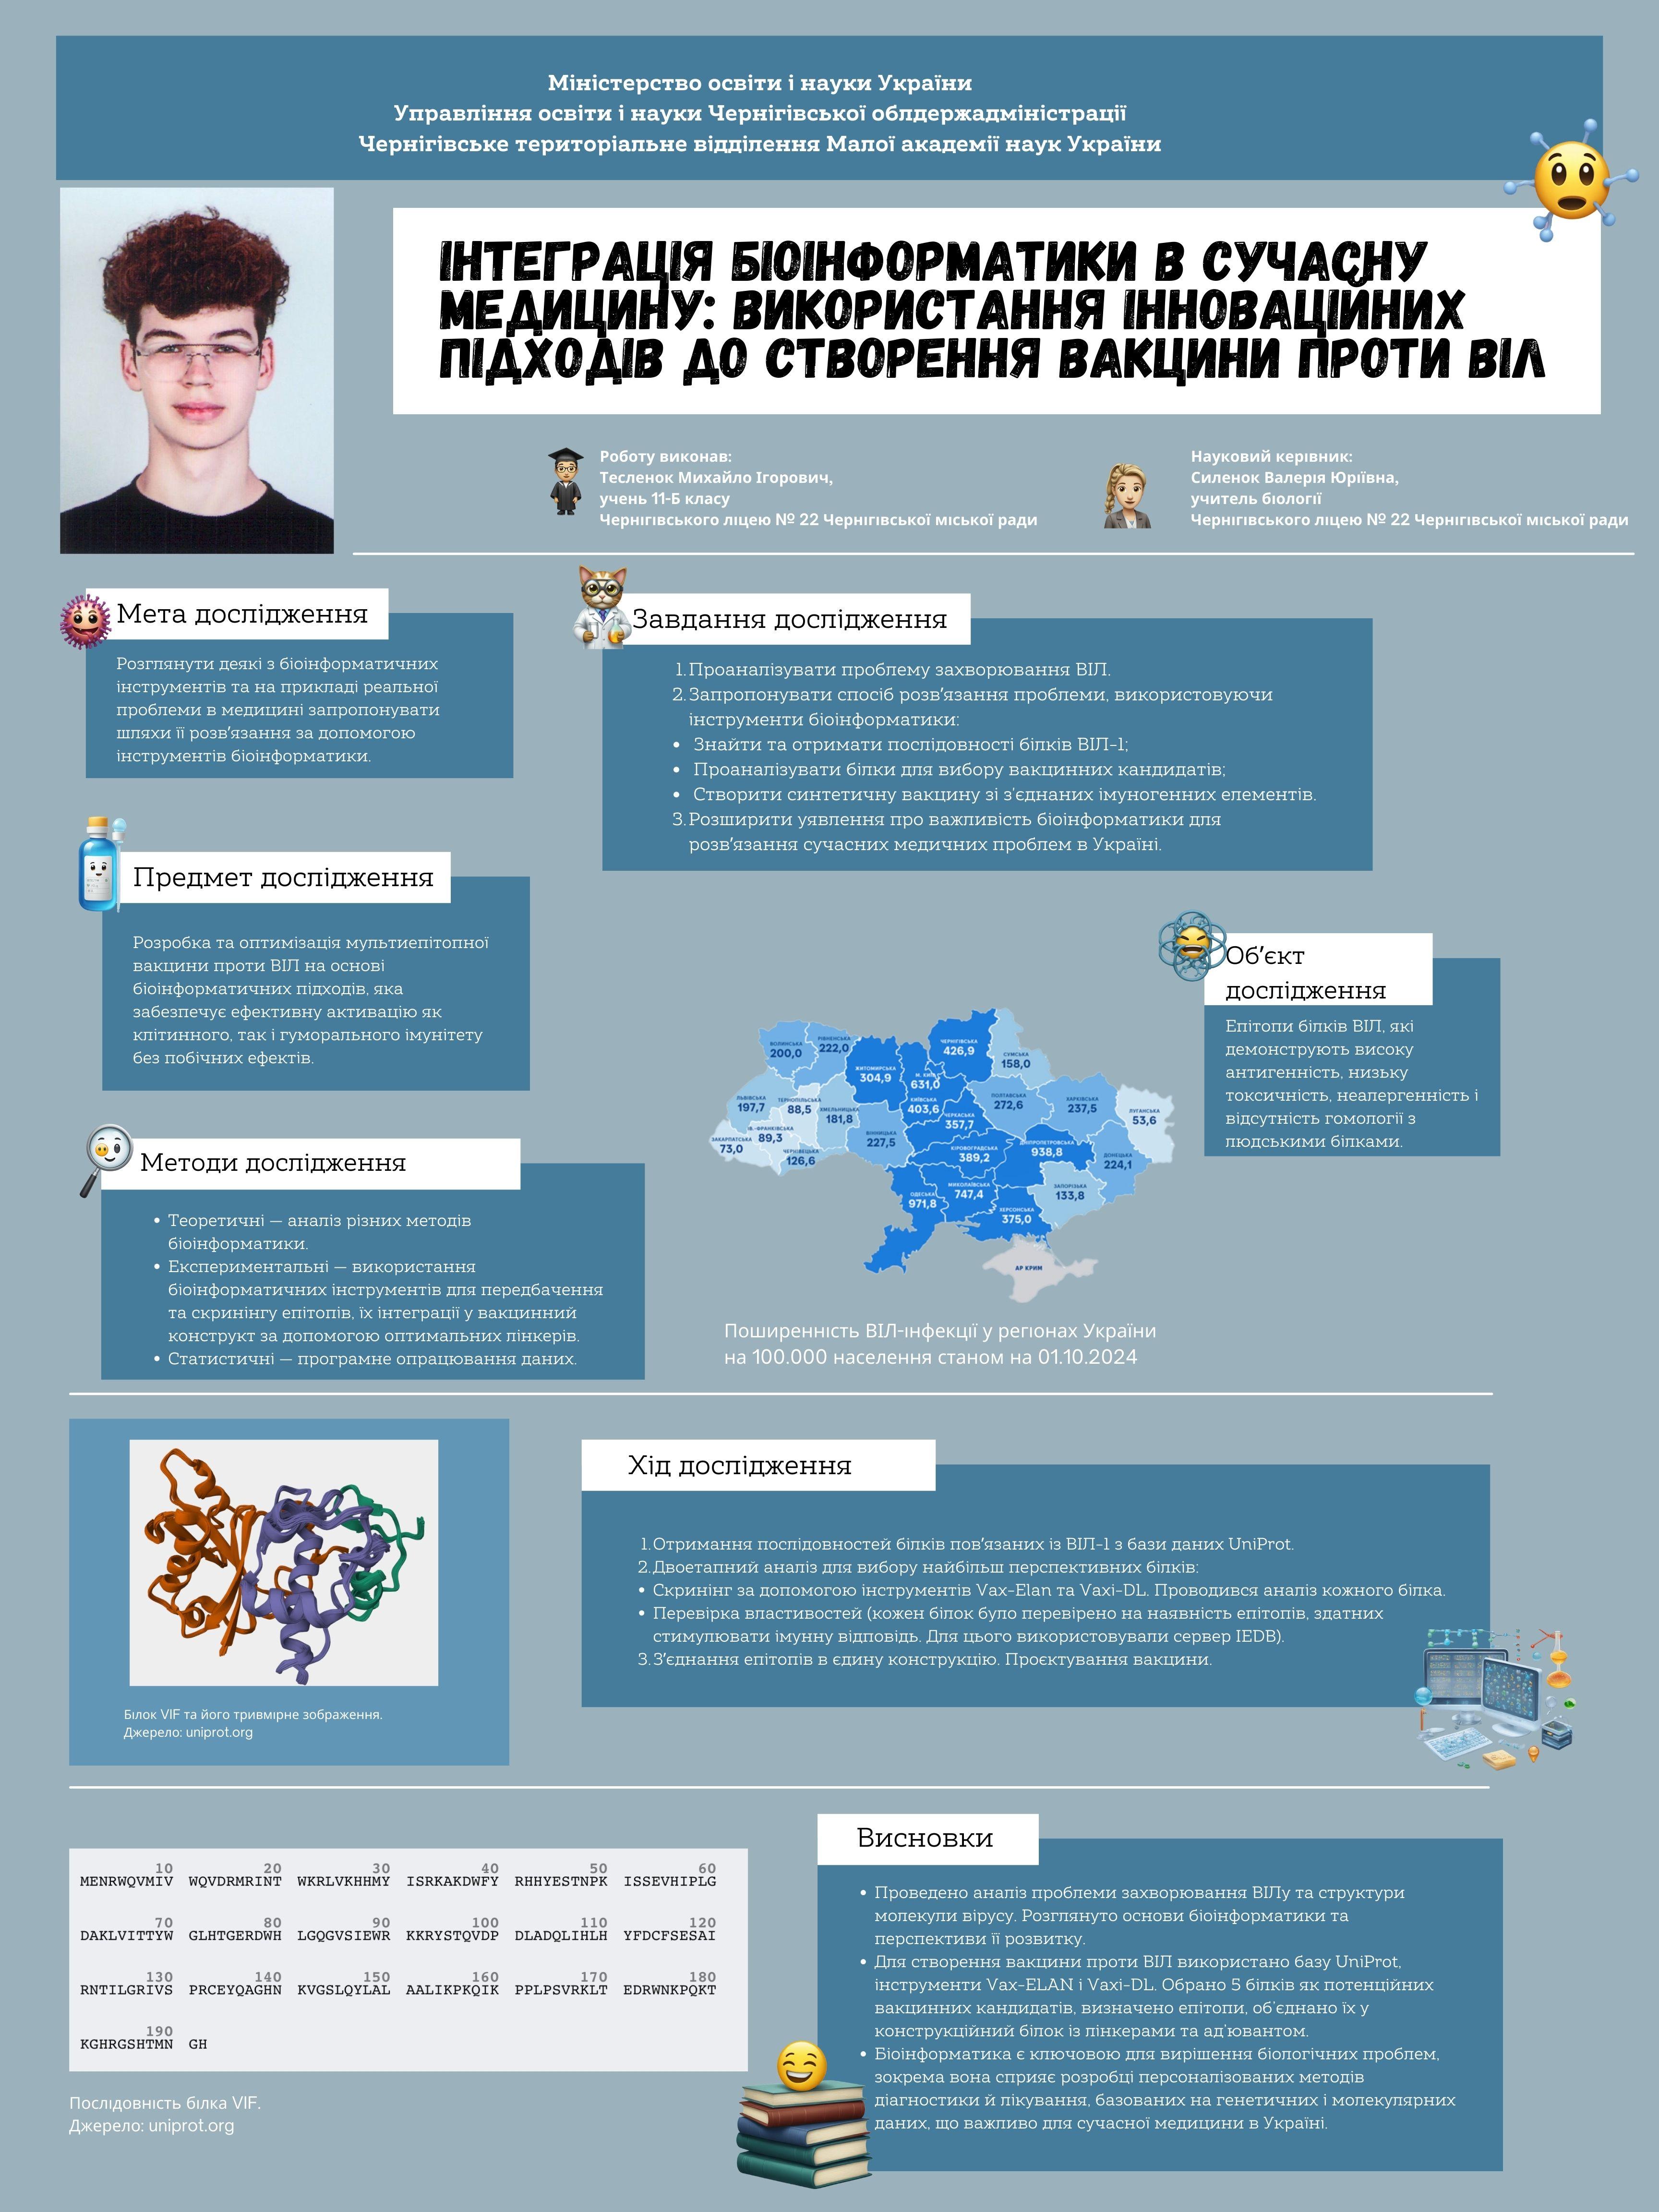 Міністерство освіти і науки України
Управління освіти і науки Чернігівської облдержадміністрації
Чернігівське територіальне відділення Малої академії наук України
ІНТЕГРАЦІЯ БІОІНФОРМАТИКИ В СУЧАСНУ
МЕДИЦИНУ: ВИКОРИСТАННЯ ІННОВАЦІЙНИХ
ПІДХОДІВ ДО СТВОРЕННЯ ВАКЦИНИ ПРОТИ ВІЛ
Роботу виконав:
Тесленок Михайло Ігорович,
учень 11-Б класу
Чернігівського ліцею № 22 Чернігівської міської ради
Науковий керівник:
Силенок Валерія Юріївна,
учитель біології
Чернігівського ліцею № 22 Чернігівської міської ради
Мета дослідження
Розглянути деякі з біоінформатичних
інструментів та на прикладі реальної
проблеми в медицині запропонувати
шляхи її розв’язання за допомогою
інструментів біоінформатики.
Завдання дослідження
1. Проаналізувати проблему захворювання ВІЛ.
2. Запропонувати спосіб розв’язання проблеми, використовуючи
інструменти біоінформатики:
• Знайти та отримати послідовності білків ВІЛ-1;
• Проаналізувати білки для вибору вакцинних кандидатів;
• Створити синтетичну вакцину зі з'єднаних імуногенних елементів.
3. Розширити уявлення про важливість біоінформатики для
розв’язання сучасних медичних проблем в Україні.
Предмет дослідження
Розробка та оптимізація мультиепітопної
вакцини проти ВІЛ на основі
біоінформатичних підходів, яка
забезпечує ефективну активацію як
клітинного, так і гуморального імунітету
без побічних ефектів.
Об’єкт
дослідження
Епітопи білків ВІЛ, які
демонструють високу
антигенність, низьку
токсичність, неалергенність і
відсутність гомології з
людськими білками.
Методи дослідження
• Теоретичні — аналіз різних методів
біоінформатики.
• Експериментальні — використання
біоінформатичних інструментів для передбачення
та скринінгу епітопів, їх інтеграції у вакцинний
конструкт за допомогою оптимальних лінкерів.
• Статистичні — програмне опрацювання даних.
ВОЛИНСЬКА
200,0
РІВНЕНСЬКА
222,0
ЖИТОМИРСЬКА
304,9
М. КИЇВ
631,0
ЧЕРНІГІВСЬКА
426,9
СУМСЬКА
158,0
ЛЬВІВСЬКА
197,7
ТЕРНОПІЛЬСЬКА
88,5
ХМЕЛЬНИЦЬКА
181,8
КИЇВСЬКА
403,6
ЧЕРКАСЬКА
357,7
ПОЛТАВСЬКА
272,6
ХАРКІВСЬКА
237,5
ЛУГАНСЬКА
53,6
ЗАКАРПАТСЬКА
73,0
ІВ.-ФРАНКІВСЬКА
89,3
ЧЕРНІВЕЦЬКА
126,6
ВІННИЦЬКА
227,5
КІРОВОГРАДСЬКА
389,2
ДНІПРОПЕТРОВСЬКА
938,8
ДОНЕЦЬКА
224,1
ОДЕСЬКА
971,8
МИКОЛАЇВСЬКА
747,4
ХЕРСОНСЬКА
375,0
ЗАПОРІЗЬКА
133,8
АР КРИМ
Поширенність ВІЛ-інфекції у регіонах України
на 100.000 населення станом на 01.10.2024
Білок VIF та його тривмірне зображення.
Джерело: uniprot.org
Хід дослідження
1. Отримання послідовностей білків пов’язаних із ВІЛ-1 з бази даних UniProt.
2. Двоетапний аналіз для вибору найбільш перспективних білків:
• Скринінг за допомогою інструментів Vax-Elan та Vaxi-DL. Проводився аналіз кожного білка.
• Перевірка властивостей (кожен білок було перевірено на наявність епітопів, здатних
стимулювати імунну відповідь. Для цього використовували сервер IEDB).
3. З’єднання епітопів в єдину конструкцію. Проєктування вакцини.
10 20 30 40 50 60
MENRWQVMIV WQVDRMRINT WKRLVKHHMY ISRKAKDWFY RHHYESTNPK ISSEVHIPLG
70 80 90 100 110 120
DAKLVITTYW GLHTGERDWH LGQGVSIEWR KKRYSTQVDP DLADQLIHLH YFDCFSESAI
130 140 150 160 170 180
RNTILGRIVS PRCEYQAGHN KVGSLQYLAL AALIKPKQIK PPLPSVRKLT EDRWNKPQKT
190
KGHRGSHTMN GH
Послідовність білка VIF.
Джерело: uniprot.org
Висновки
• Проведено аналіз проблеми захворювання ВІЛу та структури
молекули вірусу. Розглянуто основи біоінформатики та
перспективи її розвитку.
• Для створення вакцини проти ВІЛ використано базу UniProt,
інструменти Vax-ELAN і Vaxi-DL. Обрано 5 білків як потенційних
вакцинних кандидатів, визначено епітопи, об'єднано їх у
конструкційний білок із лінкерами та ад'ювантом.
• Біоінформатика є ключовою для вирішення біологічних проблем,
зокрема вона сприяє розробці персоналізованих методів
діагностики й лікування, базованих на генетичних і молекулярних
даних, що важливо для сучасної медицини в Україні.